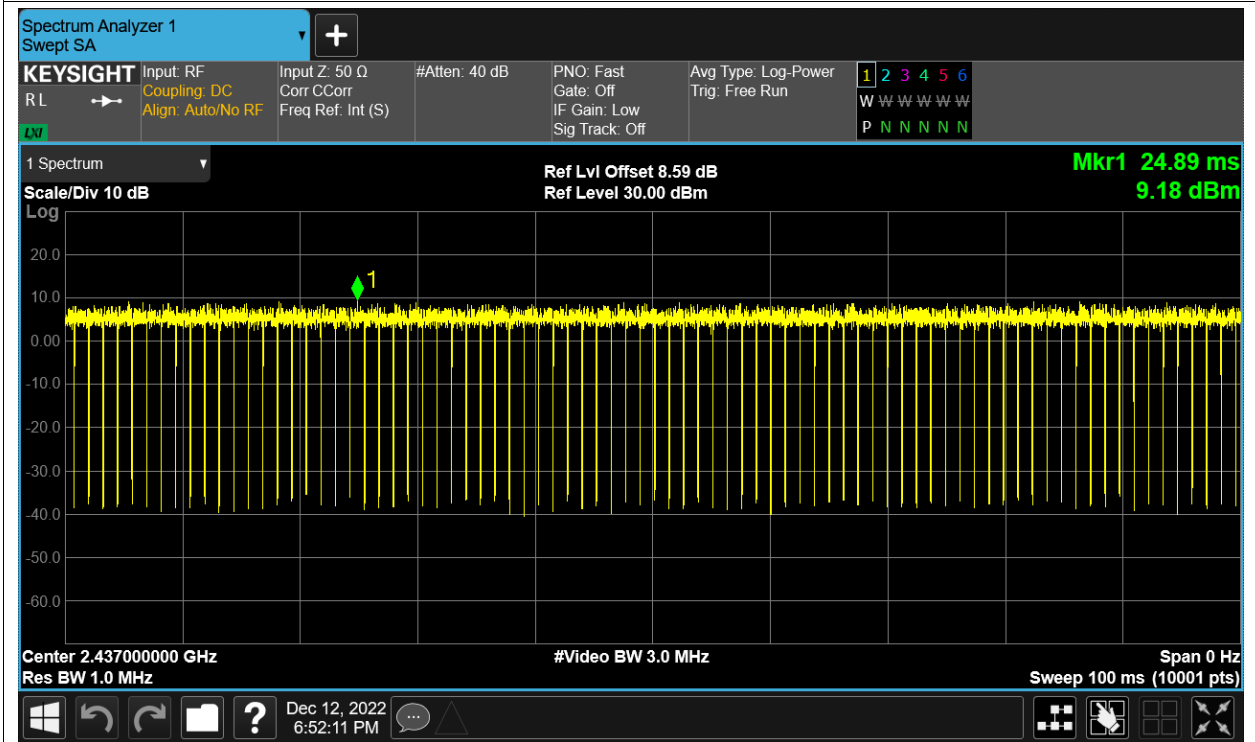 Spectrum Analyzer 1
Swept SA
+
KEYSIGHT
R L
LXI
Input: RF
Coupling: DC
Align: Auto/No RF
Input Z: 50 Ω
Corr CCorr
Freq Ref: Int (S)
#Atten: 40 dB
PNO: Fast
Gate: Off
IF Gain: Low
Sig Track: Off
Avg Type: Log-Power
Trig: Free Run
1 2 3 4 5 6
W W W W W W
P N N N N N
1 Spectrum
Scale/Div 10 dB
Ref Lvl Offset 8.59 dB
Ref Level 30.00 dBm
Mkr1 24.89 ms
9.18 dBm
Log
20.0
10.0
0.00
-10.0
-20.0
-30.0
-40.0
-50.0
-60.0
1
Center 2.437000000 GHz
#Video BW 3.0 MHz
Span 0 Hz
Res BW 1.0 MHz
Sweep 100 ms (10001 pts)
?
Dec 12, 2022
6:52:11 PM